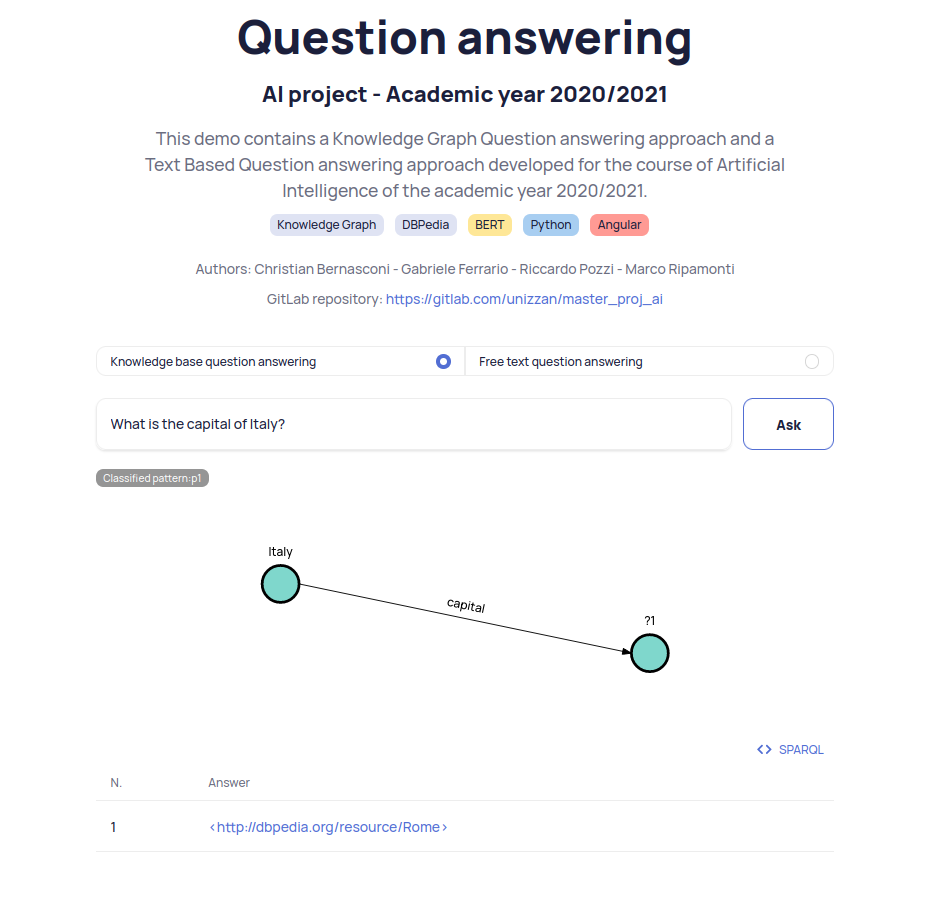 Question answering
AI project - Academic year 2020/2021
This demo contains a Knowledge Graph Question answering approach and a
Text Based Question answering approach developed for the course of Artificial
Intelligence of the academic year 2020/2021.
Knowledge Graph DBPedia BERT Python Angular
Authors: Christian Bernasconi - Gabriele Ferrario - Riccardo Pozzi - Marco Ripamonti
GitLab repository: https://gitlab.com/unizzan/master_proj_ai
Knowledge base question answering Free text question answering
What is the capital of Italy? Ask
Classified pattern:p1
Italy
capital
?1
<> SPARQL
N. Answer
1 <http://dbpedia.org/resource/Rome>